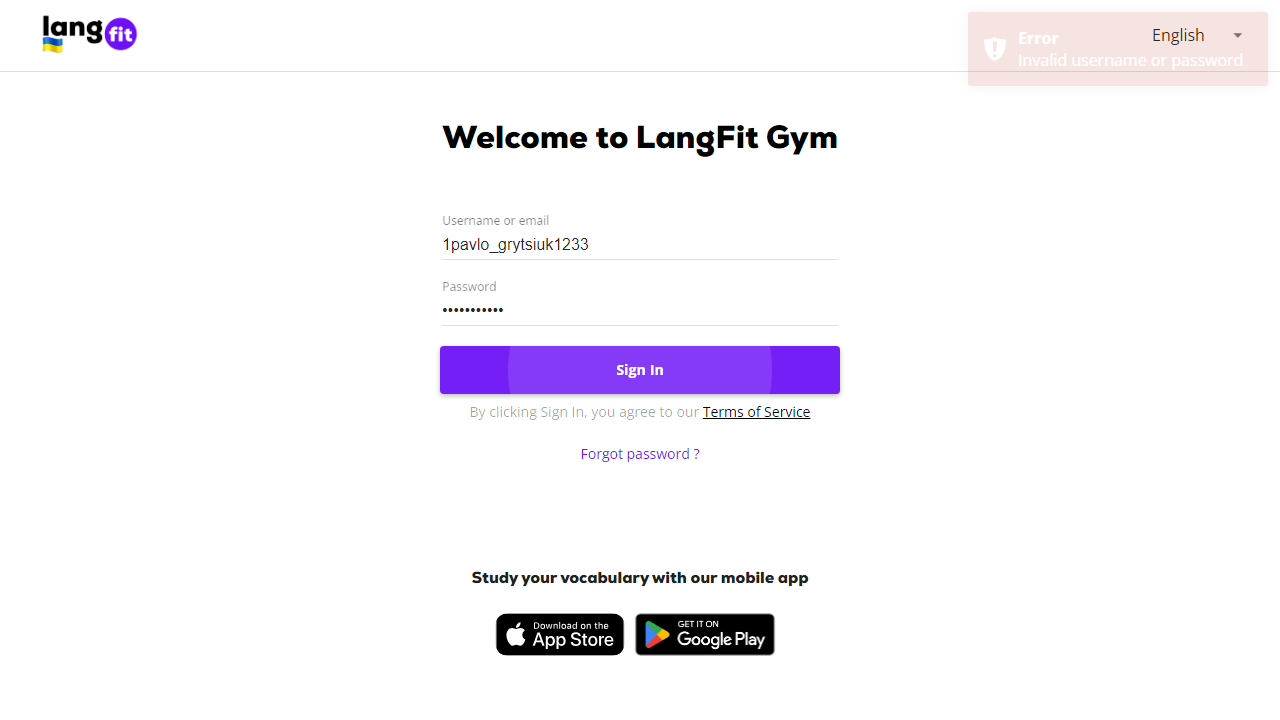 lang fit
English
Error
Invalid username or password
Welcome to LangFit Gym
Username or email
1pavlo_grytsiuk1233
Password
•••••••••••
Sign In
By clicking Sign In, you agree to our Terms of Service
Forgot password ?
Study your vocabulary with our mobile app
Download on the
App Store
GET IT ON
Google Play